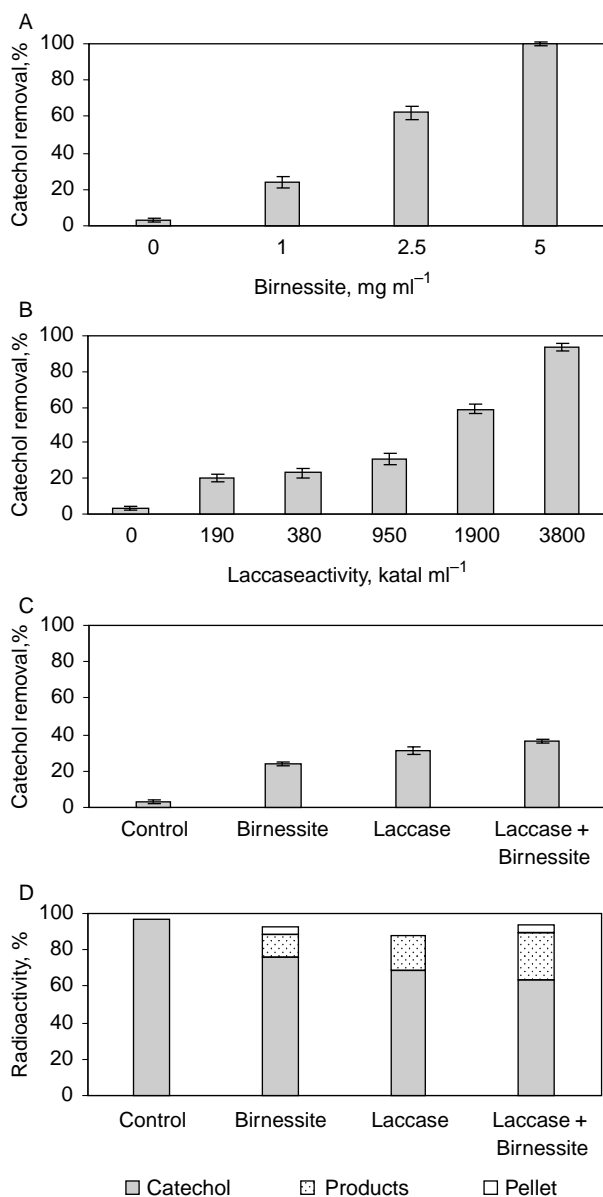 A
Catechol removal,%
100
80
60
40
20
0
0 1 2.5 5
Birnessite, mg ml⁻¹
B
Catechol removal,%
100
80
60
40
20
0
0 190 380 950 1900 3800
Laccaseactivity, katal ml⁻¹
C
Catechol removal,%
100
80
60
40
20
0
Control Birnessite Laccase Laccase +
Birnessite
D
Radioactivity, %
100
80
60
40
20
0
Control Birnessite Laccase Laccase +
Birnessite
Catechol Products Pellet